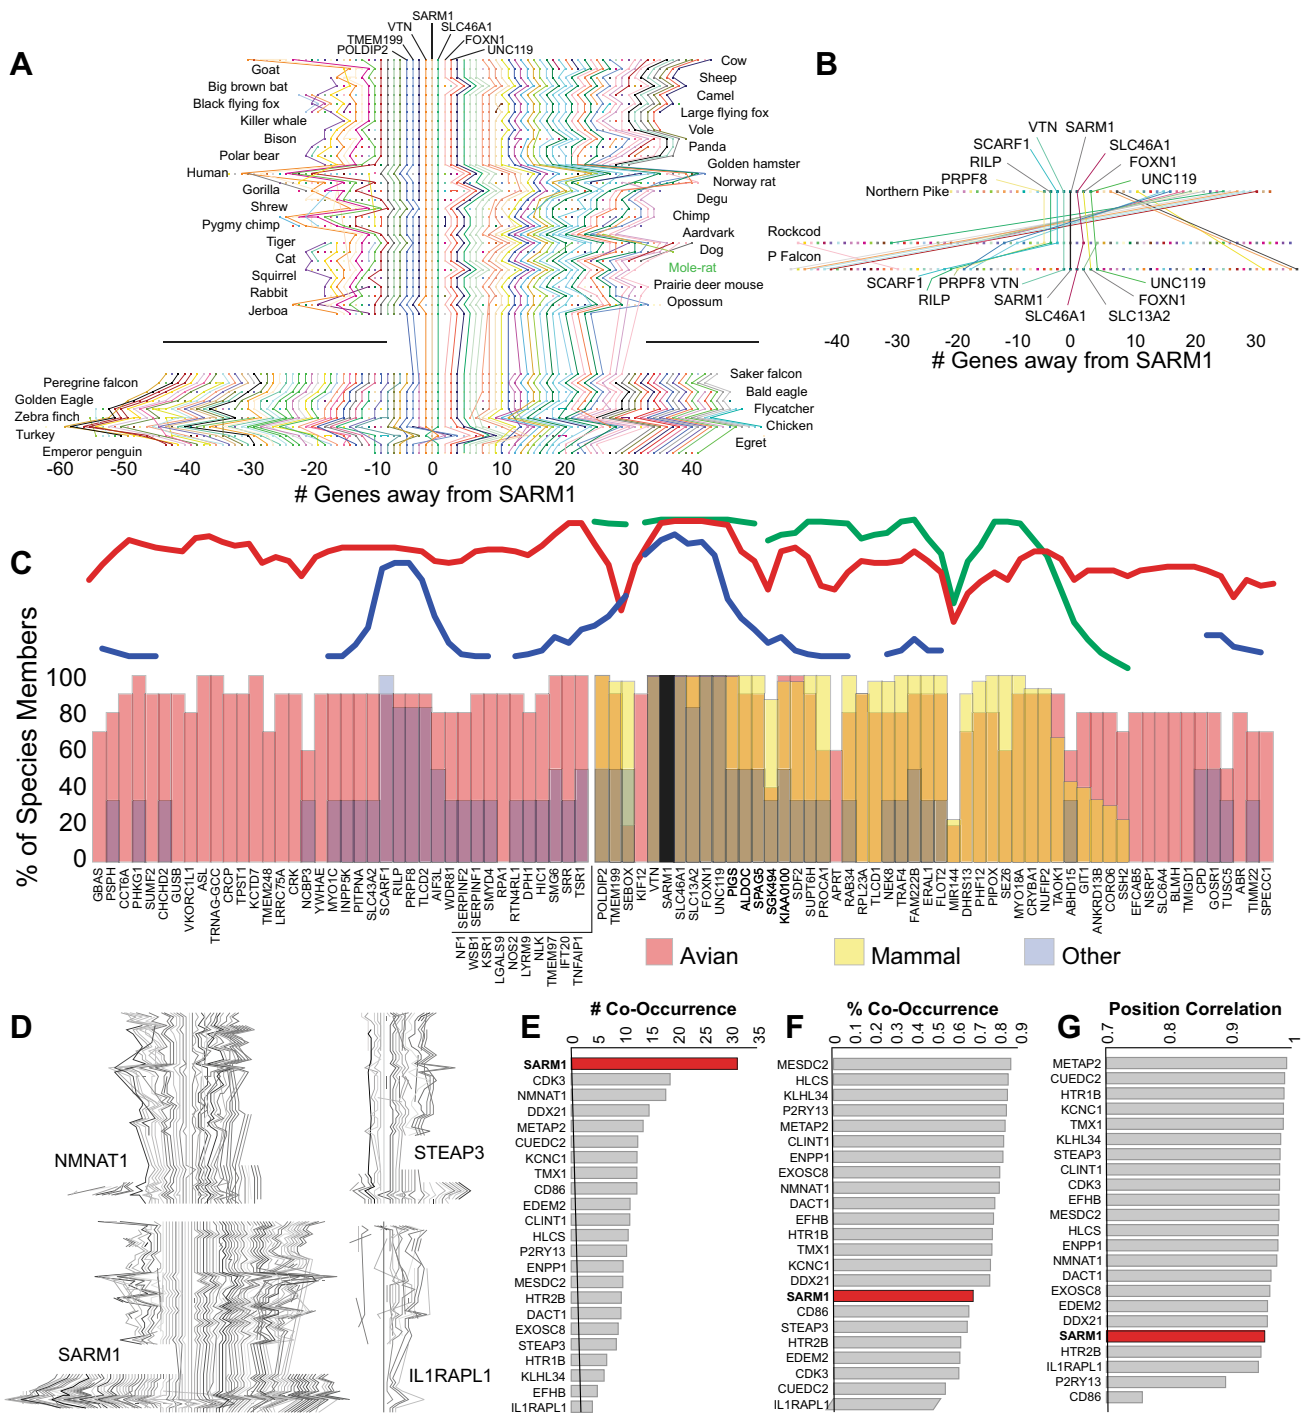 A
SARM1
VTN
SLC46A1
TMEM199
FOXN1
POLDIP2
UNC119
Goat
Big brown bat
Black flying fox
Killer whale
Bison
Polar bear
Human
Gorilla
Shrew
Pygmy chimp
Tiger
Cat
Squirrel
Rabbit
Jerboa
Cow
Sheep
Camel
Large flying fox
Vole
Panda
Golden hamster
Norway rat
Degu
Chimp
Aardvark
Dog
Mole-rat
Prairie deer mouse
Opossum
Peregrine falcon
Golden Eagle
Zebra finch
Turkey
Emperor penguin
Saker falcon
Bald eagle
Flycatcher
Chicken
Egret
-60 -50 -40 -30 -20 -10 0 10 20 30 40
# Genes away from SARM1
B
VTN
SARM1
SCARF1
SLC46A1
RILP
FOXN1
PRPF8
UNC119
Northern Pike
Rockcod
P Falcon
SCARF1
PRPF8
VTN
UNC119
RILP
SARM1
FOXN1
SLC46A1
SLC13A2
-40 -30 -20 -10 0 10 20 30
# Genes away from SARM1
C
% of Species Members
100
80
60
40
20
0
GBAS
PSPH
CCT6A
PHKG1
SUMF2
CHCHD2
GUSB
VKORC1L1
ASL
TRNAG-GCC
CRCP
TPST1
KCTD7
TMEM248
LRRC75A
CRK
NCBP3
YWHAE
MYO1C
INPP5K
PITPNA
SLC43A2
SCARF1
RILP
PRPF8
TLCD2
AIF3L
WDR81
SERPINF2
SERPINF1
SMYD4
RPA1
RTN4RL1
DPH1
HIC1
SMG6
SRR
TSR1
NF1
WSB1
KSR1
LGALS9
NOS2
LYRM9
NLK
TMEM97
IFT20
TNFAIP1
POLDIP2
TMEM199
SEBOX
KIF12
VTN
SARM1
SLC46A1
SLC13A2
FOXN1
UNC119
PIGS
ALDOC
SPAG5
SGK494
KIAA0100
SDF2
SUPT6H
PROCA1
APRT
RAB34
RPL23A
TLCD1
NEK8
TRAF4
FAM222B
ERAL1
FLOT2
MIR144
DHRS13
PHF12
PIPOX
SEZ6
MYO18A
CRYBA1
NUFIP2
TAOK1
ABHD15
GIT1
ANKRD13B
CORO6
SSH2
EFCAB5
NSRP1
SLC6A4
BLMH
TMIGD1
CPD
GOSR1
TUSC5
ABR
TIMM22
SPECC1
Avian
Mammal
Other
D
NMNAT1
STEAP3
SARM1
IL1RAPL1
E
# Co-Occurrence
0 5 10 15 20 25 30 35
SARM1
CDK3
NMNAT1
DDX21
METAP2
CUEDC2
KCNC1
TMX1
CD86
EDEM2
CLINT1
HLCS
P2RY13
ENPP1
MESDC2
HTR2B
DACT1
EXOSC8
STEAP3
HTR1B
KLHL34
EFHB
IL1RAPL1
F
% Co-Occurrence
0 0.1 0.2 0.3 0.4 0.5 0.6 0.7 0.8 0.9
MESDC2
HLCS
KLHL34
P2RY13
METAP2
CLINT1
ENPP1
EXOSC8
NMNAT1
DACT1
EFHB
HTR1B
TMX1
KCNC1
DDX21
SARM1
CD86
STEAP3
HTR2B
EDEM2
CDK3
CUEDC2
IL1RAPL1
G
Position Correlation
0.7 0.8 0.9 1
METAP2
CUEDC2
HTR1B
KCNC1
TMX1
KLHL34
STEAP3
CLINT1
CDK3
EFHB
MESDC2
HLCS
ENPP1
NMNAT1
DACT1
EXOSC8
EDEM2
DDX21
SARM1
HTR2B
IL1RAPL1
P2RY13
CD86